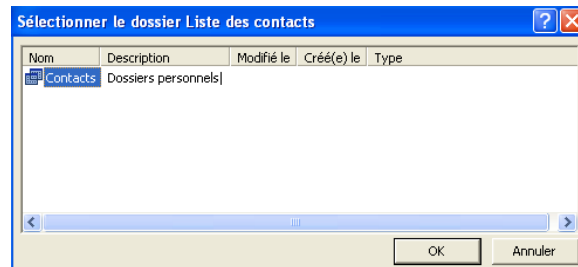 Sélectionner le dossier Liste des contacts
Nom Description Modifié le Créé(e) le Type
Contacts Dossiers personnels
OK Annuler